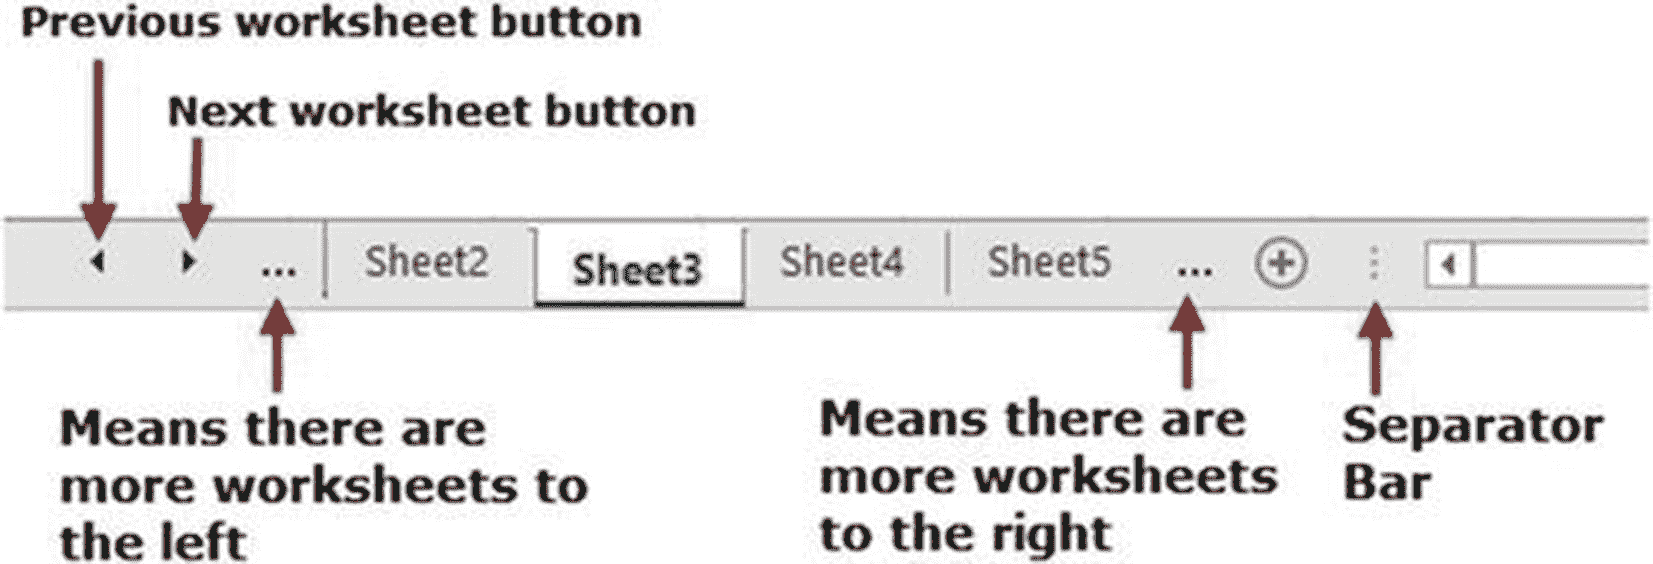 Previous worksheet button
Next worksheet button
... Sheet2 Sheet3 Sheet4 Sheet5 ...
Means there are
more worksheets to
the left
Means there are
more worksheets
to the right
Separator
Bar